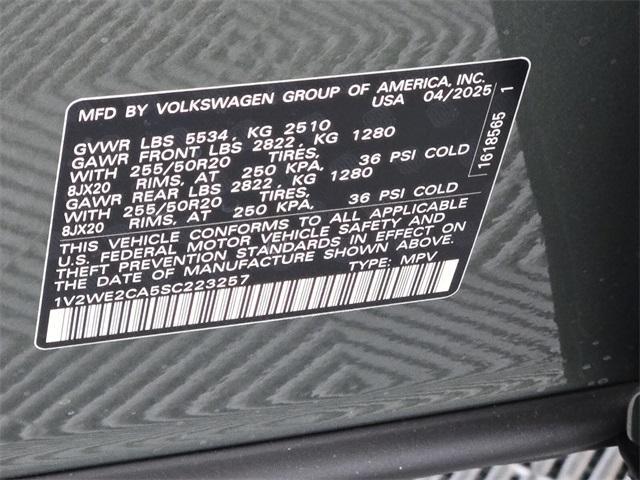 MFD BY VOLKSWAGEN GROUP OF AMERICA, INC.
USA 04/2025
GVWR LBS 5534, KG 2510
GAWR FRONT LBS 2822, KG 1280
WITH 255/50R20 TIRES,
8JX20 RIMS, AT 250 KPA, 36 PSI COLD
GAWR REAR LBS 2822, KG 1280
WITH 255/50R20 TIRES,
8JX20 RIMS, AT 250 KPA, 36 PSI COLD
THIS VEHICLE CONFORMS TO ALL APPLICABLE
U.S. FEDERAL MOTOR VEHICLE SAFETY AND
THEFT PREVENTION STANDARDS IN EFFECT ON
THE DATE OF MANUFACTURE SHOWN ABOVE.
1V2WE2CA5SC223257 TYPE: MPV
1618565 1